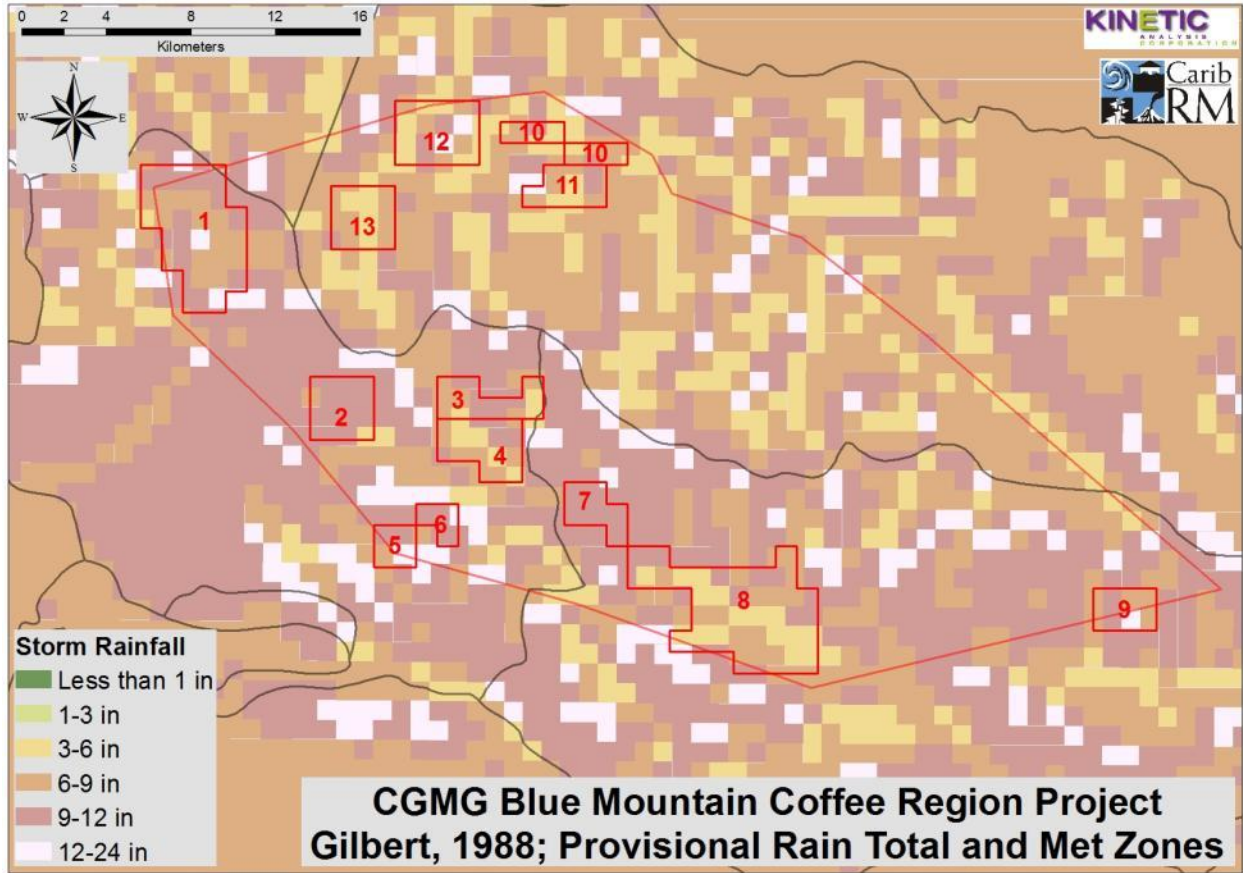 0 2 4 8 12 16
Kilometers
KINETIC
ANALYSIS
CORPORATION
Carib
RM
N
W E
S
12
10
10
11
1
13
2
3
4
7
6
5
8
9
Storm Rainfall
Less than 1 in
1-3 in
3-6 in
6-9 in
9-12 in
12-24 in
CGMG Blue Mountain Coffee Region Project
Gilbert, 1988; Provisional Rain Total and Met Zones